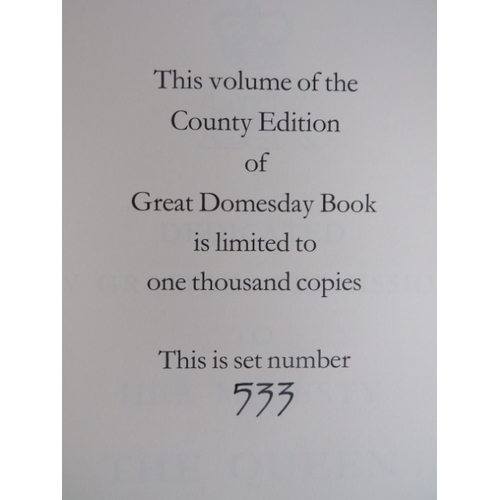 This volume of the
County Edition
of
Great Domesday Book
is limited to
one thousand copies
This is set number
533